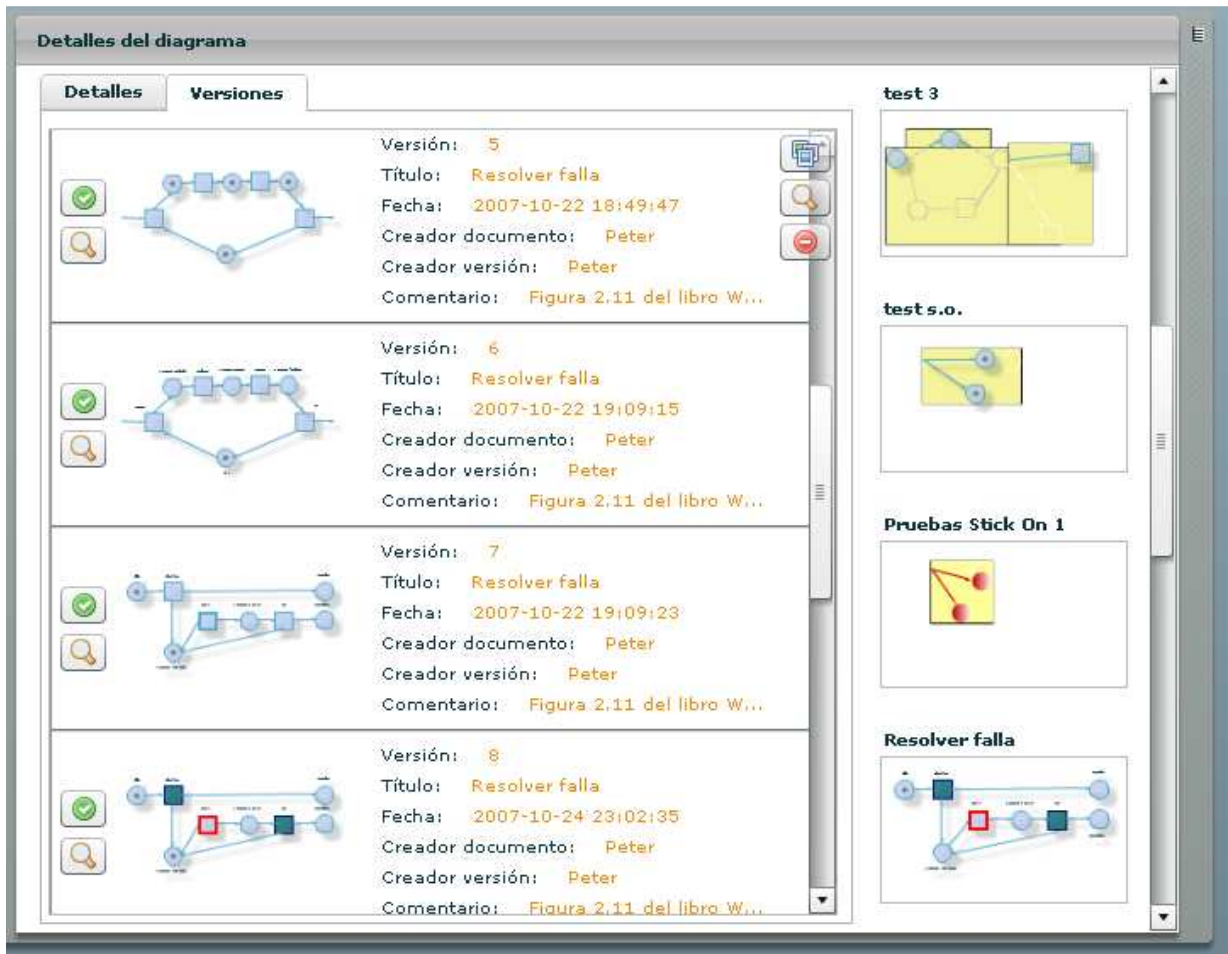 Detalles del diagrama
Detalles
Versiones
Versión: 5
Título: Resolver falla
Fecha: 2007-10-22 18:49:47
Creador documento: Peter
Creador versión: Peter
Comentario: Figura 2.11 del libro W...
Versión: 6
Título: Resolver falla
Fecha: 2007-10-22 19:09:15
Creador documento: Peter
Creador versión: Peter
Comentario: Figura 2.11 del libro W...
Versión: 7
Título: Resolver falla
Fecha: 2007-10-22 19:09:23
Creador documento: Peter
Creador versión: Peter
Comentario: Figura 2.11 del libro W...
Versión: 8
Título: Resolver falla
Fecha: 2007-10-24 23:02:35
Creador documento: Peter
Creador versión: Peter
Comentario: Figura 2.11 del libro W...
test 3
test s.o.
Pruebas Stick On 1
Resolver falla